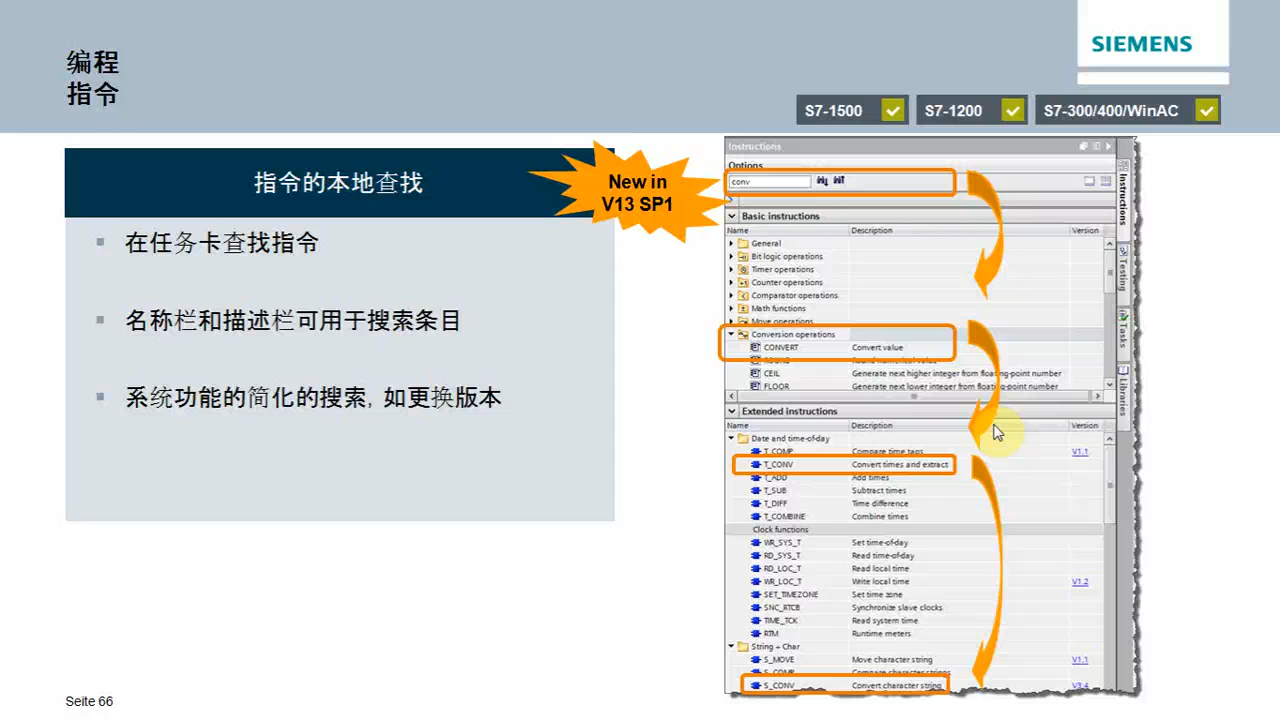 编程
指令
SIEMENS
S7-1500
S7-1200
S7-300/400/WinAC
指令的本地查找
New in
V13 SP1
在任务卡查找指令
名称栏和描述栏可用于搜索条目
系统功能的简化的搜索, 如更换版本
Instructions
Options
conv
Basic instructions
Name Description Version
General
Bit logic operations
Timer operations
Counter operations
Comparator operations
Math functions
Move operations
Conversion operations
CONVERT Convert value
ROUND Round numerical value
CEIL Generate next higher integer from floating-point number
FLOOR Generate next lower integer from floating-point number
Extended instructions
Name Description Version
Date and time-of-day
T_COMP Compare time tags V1.1
T_CONV Convert times and extract
T_ADD Add times
T_SUB Subtract times
T_DIFF Time difference
T_COMBINE Combine times
Clock functions
WR_SYS_T Set time-of-day
RD_SYS_T Read time-of-day
RD_LOC_T Read local time
WR_LOC_T Write local time V1.2
SET_TIMEZONE Set time zone
SNC_RTCB Synchronize slave clocks
TIME_TCK Read system time
RTM Runtime meters
String + Char
S_MOVE Move character string V1.1
S_COMP Compare character strings
S_CONV Convert character string V3.4
Instructions
Testing
Tasks
Libraries
Seite 66